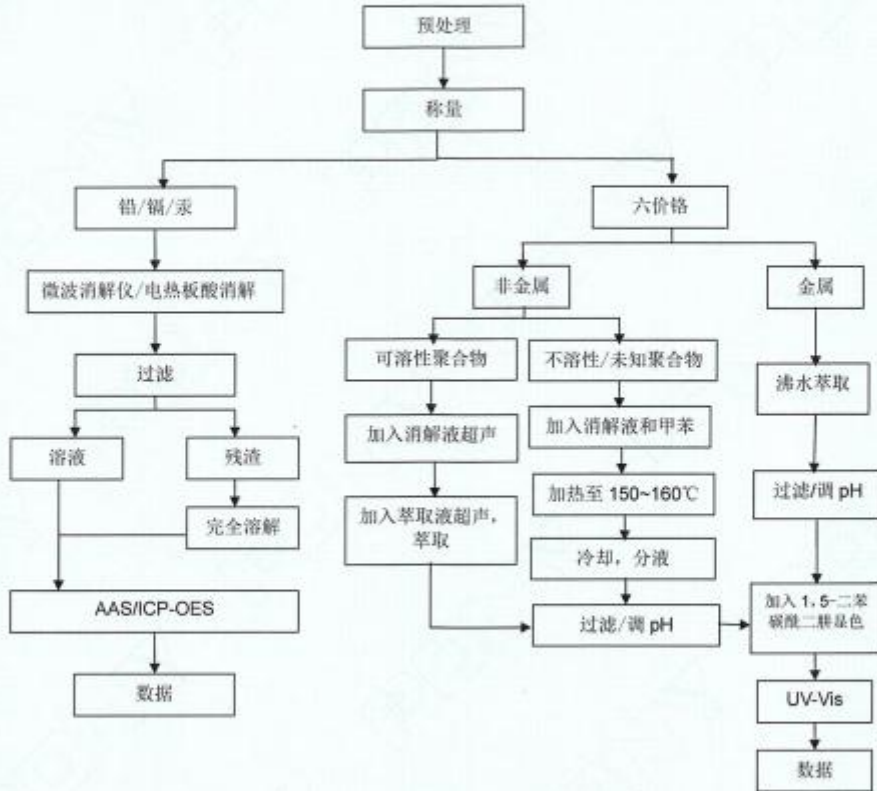 预处理
称量
铅/镉/汞
六价铬
微波消解仪/电热板酸消解
非金属
金属
过滤
可溶性聚合物
不溶性/未知聚合物
沸水萃取
溶液
残渣
加入消解液超声
加入消解液和甲苯
完全溶解
加入萃取液超声,
萃取
加热至 150~160℃
过滤/调 pH
冷却，分液
AAS/ICP-OES
过滤/调 pH
加入 1，5-二苯
碳酰二肼显色
数据
UV-Vis
数据